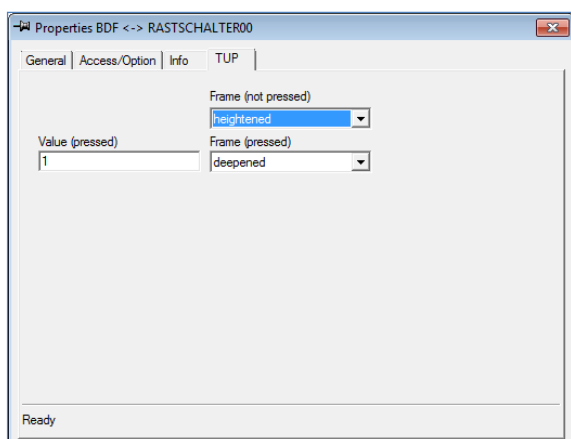 Properties BDF <-> RASTSCHALTER00
General Access/Option Info TUP
Frame (not pressed)
heightened
Value (pressed) Frame (pressed)
1 deepened
Ready